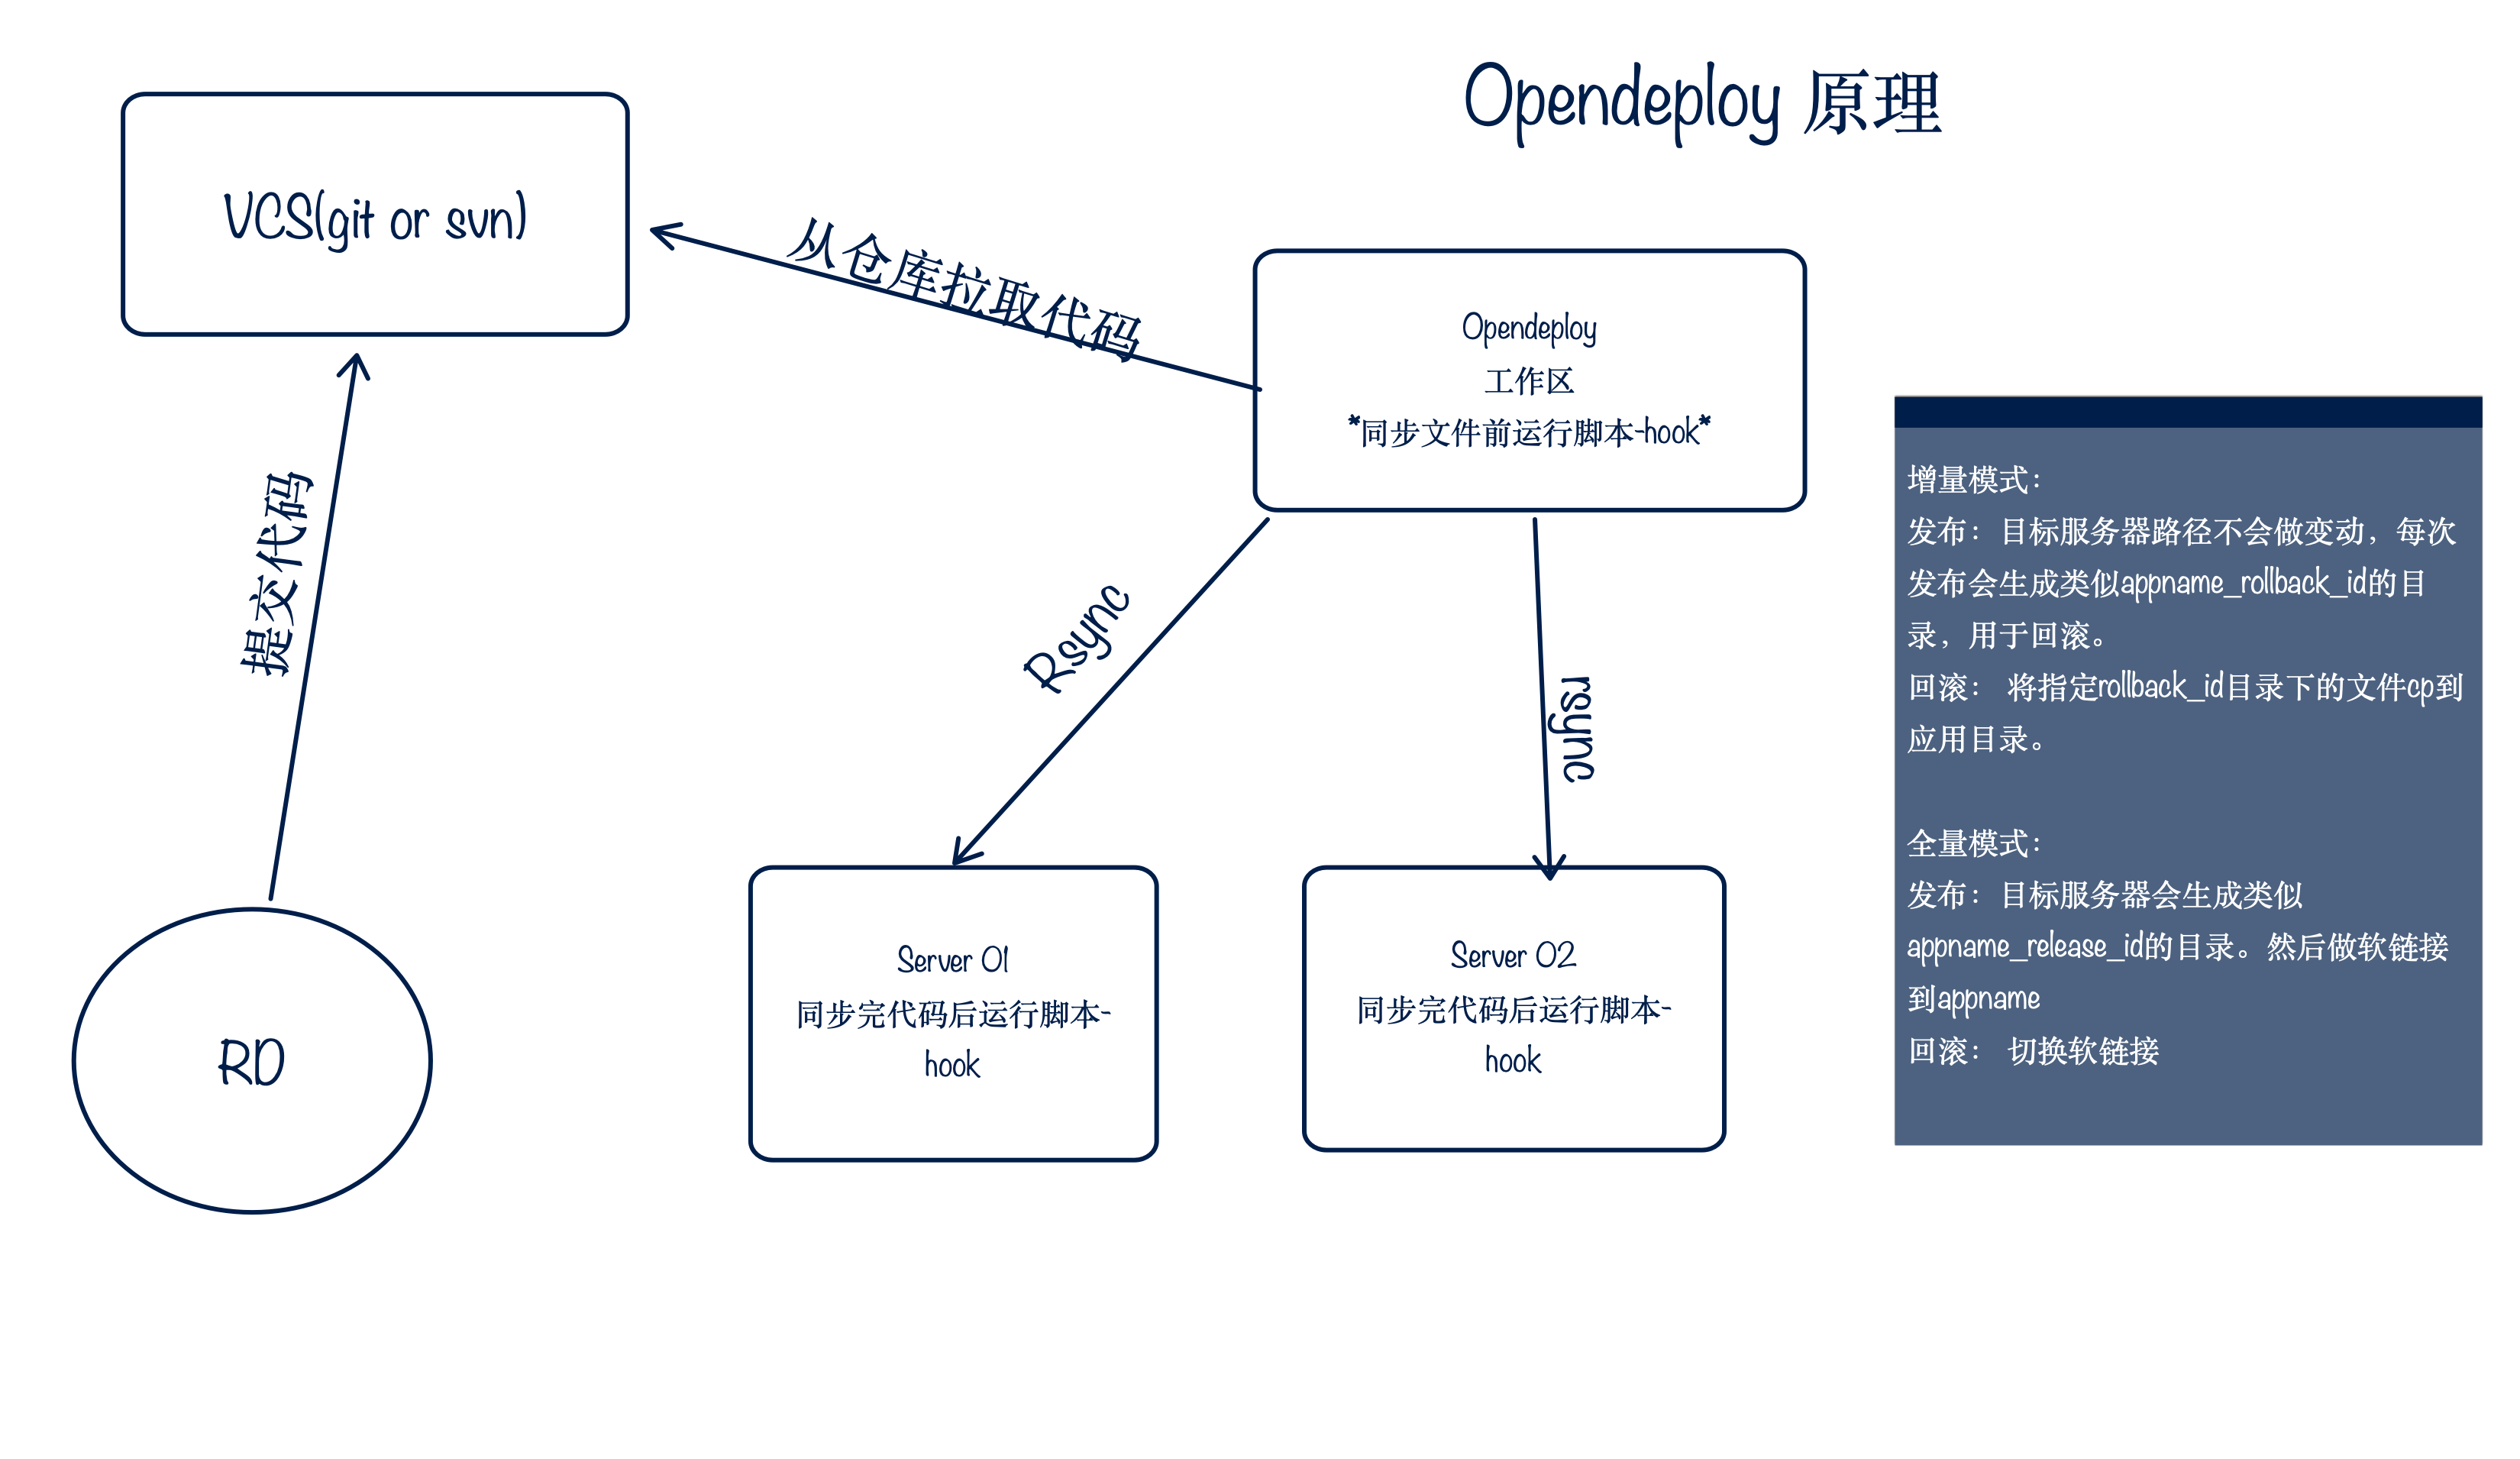 Opendeploy 原理
VCS(git or svn)
从仓库拉取代码
Opendeploy
工作区
*同步文件前运行脚本-hook*
提交代码
Rsync
rsync
RD
Server 01
同步完代码后运行脚本-
hook
Server 02
同步完代码后运行脚本-
hook
增量模式：
发布：目标服务器路径不会做变动，每次
发布会生成类似appname_rollback_id的目
录，用于回滚。
回滚： 将指定rollback_id目录下的文件cp到
应用目录。
全量模式：
发布：目标服务器会生成类似
appname_release_id的目录。然后做软链接
到appname
回滚： 切换软链接